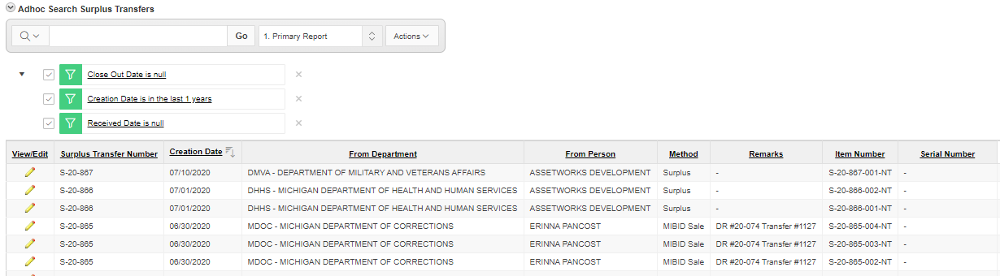 Adhoc Search Surplus Transfers
Go 1. Primary Report Actions
Close Out Date is null
Creation Date is in the last 1 years
Received Date is null
View/Edit Surplus Transfer Number Creation Date From Department From Person Method Remarks Item Number Serial Number
S-20-867 07/10/2020 DMVA - DEPARTMENT OF MILITARY AND VETERANS AFFAIRS ASSETWORKS DEVELOPMENT Surplus - S-20-867-001-NT -
S-20-866 07/01/2020 DHHS - MICHIGAN DEPARTMENT OF HEALTH AND HUMAN SERVICES ASSETWORKS DEVELOPMENT Surplus - S-20-866-002-NT -
S-20-866 07/01/2020 DHHS - MICHIGAN DEPARTMENT OF HEALTH AND HUMAN SERVICES ASSETWORKS DEVELOPMENT Surplus - S-20-866-001-NT -
S-20-865 06/30/2020 MDOC - MICHIGAN DEPARTMENT OF CORRECTIONS ERINNA PANCOST MIBID Sale DR #20-074 Transfer #1127 S-20-865-004-NT -
S-20-865 06/30/2020 MDOC - MICHIGAN DEPARTMENT OF CORRECTIONS ERINNA PANCOST MIBID Sale DR #20-074 Transfer #1127 S-20-865-003-NT -
S-20-865 06/30/2020 MDOC - MICHIGAN DEPARTMENT OF CORRECTIONS ERINNA PANCOST MIBID Sale DR #20-074 Transfer #1127 S-20-865-002-NT -